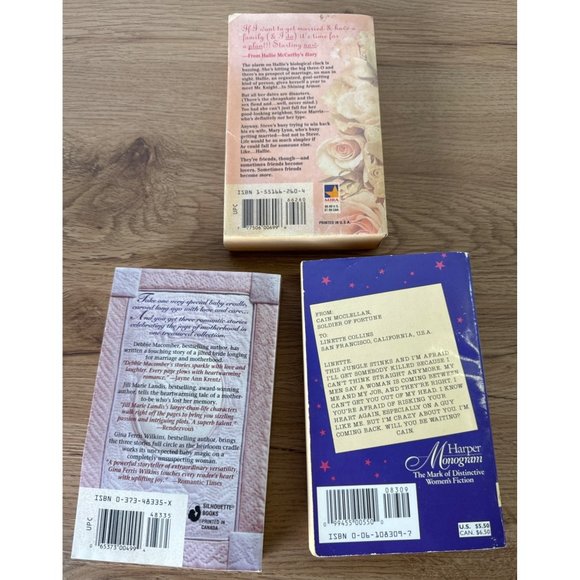 If I want to get married & have a
family (& I do) it's time for
a plan!!! Starting now.
—From Hallie McCarthy's diary
The alarm on Hallie's biological clock is
buzzing. She's hitting the big three-O and
there's no prospect of marriage, no man in
sight. Hallie, an organized, goal-setting
kind of person, gives herself a year to
meet Mr. Knight...In Shining Armor.
But all her dates are disasters.
(There's the cheapskate and the
sex fiend and...well, never mind.)
Too bad she can't just fall for her
good-looking neighbor, Steve Marris—
who's definitely not her type.
Anyway, Steve's busy trying to win back
his ex-wife, Mary Lynn, who's busy
getting married—but not to Steve.
Life would be so much simpler if
he could fall for someone else
like...Hallie.
They're friends, though—and
sometimes friends become
lovers. Sometimes friends
become more.
ISBN 1-55166-260-4
UPC
66260
MIRA
PRINTED IN U.S.A.
Take one very special baby cradle,
crafted long ago with love and care...
And you get three romantic stories
celebrating the joys of motherhood in
one treasured collection.
Debbie Macomber, bestselling author, has
written a touching story of a jilted bride longing
for marriage and motherhood.
"Debbie Macomber's stories sparkle with love and
laughter. Every page glows with heartwarming
charm." —Jayne Ann Krentz
Jill Marie Landis, bestselling, award-winning
author, tells the heartwarming tale of a mother-
to-be who's lost her memory.
"Jill Marie Landis's larger-than-life characters
walk right off the pages to bring you sizzling
passion and intriguing plots. A superb talent."
—Rendezvous
Gina Ferris Wilkins, bestselling author, brings
the three stories full circle as the heirloom cradle
works its unexpected baby magic on a
completely unsuspecting woman.
"A powerful storyteller of extraordinary versatility
Gina Ferris Wilkins touches every reader's heart
with uplifting joy." —Romantic Times
ISBN 0-373-48335-X
UPC
48335
SILHOUETTE
BOOKS
PRINTED IN
CANADA
FROM:
CAIN MCCLELLAN,
SOLDIER OF FORTUNE
TO:
LINETTE COLLINS
SAN FRANCISCO, CALIFORNIA, U.S.A
LINETTE:
THIS JUNGLE STINKS AND I'M AFRAID
I'LL GET SOMEBODY KILLED BECAUSE I
CAN'T THINK STRAIGHT ANYMORE. MY
MEN SAY A WOMAN IS COMING BETWEEN
ME AND MY JOB, AND THEY'RE RIGHT. I
CAN'T GET YOU OUT OF MY HEAD. I KNOW
YOU'RE AFRAID OF RISKING YOUR
HEART AGAIN, ESPECIALLY ON A GUY
LIKE ME. BUT I'M CRAZY ABOUT YOU. I'M
COMING BACK. WILL YOU BE WAITING?
CAIN
Harper
Monogram
The Mark of Distinctive
Women's Fiction
08309
ISBN 0-06-108309-7
U.S. $5.50
CAN. $6.50